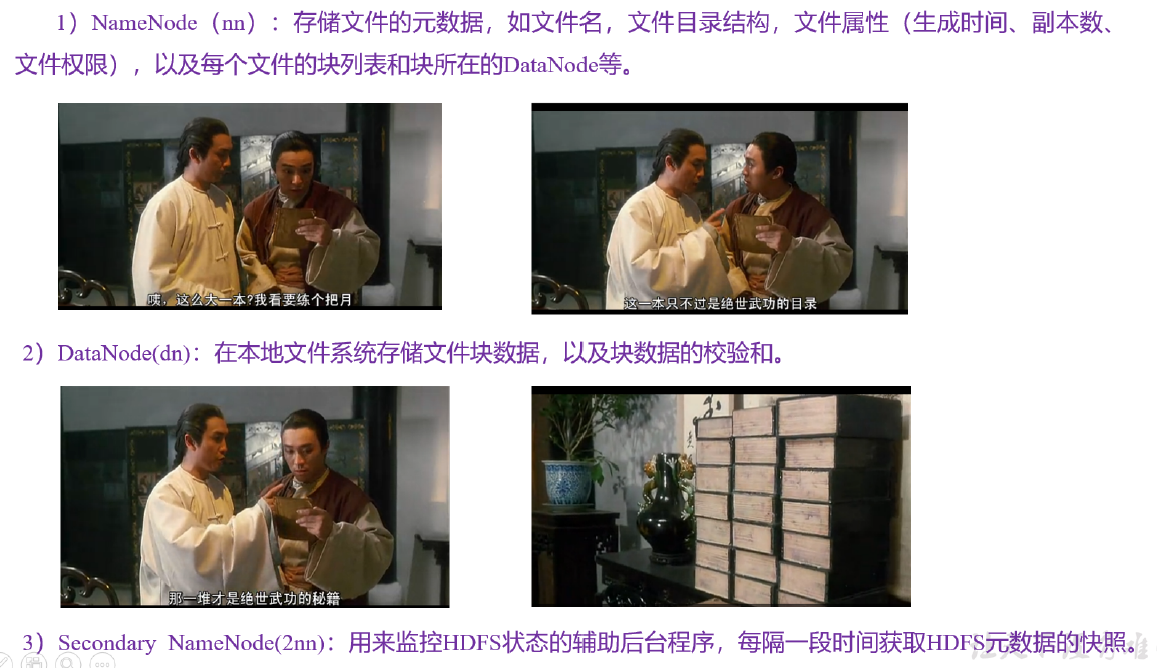 1）NameNode（nn）：存储文件的元数据，如文件名，文件目录结构，文件属性（生成时间、副本数、
文件权限），以及每个文件的块列表和块所在的DataNode等。
咦，这么大一本?我看要练个把月
这一本只不过是绝世武功的目录
2）DataNode(dn)：在本地文件系统存储文件块数据，以及块数据的校验和。
那一堆才是绝世武功的秘籍
3）Secondary NameNode(2nn)：用来监控HDFS状态的辅助后台程序，每隔一段时间获取HDFS元数据的快照。